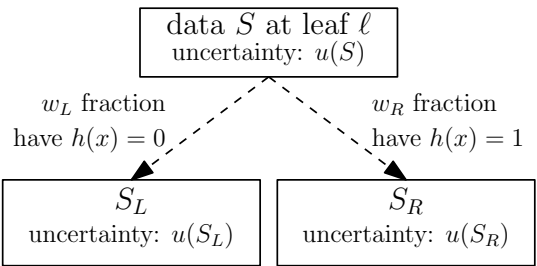 data S at leaf ℓ
uncertainty: u(S)
w_L fraction
have h(x) = 0
w_R fraction
have h(x) = 1
S_L
uncertainty: u(S_L)
S_R
uncertainty: u(S_R)